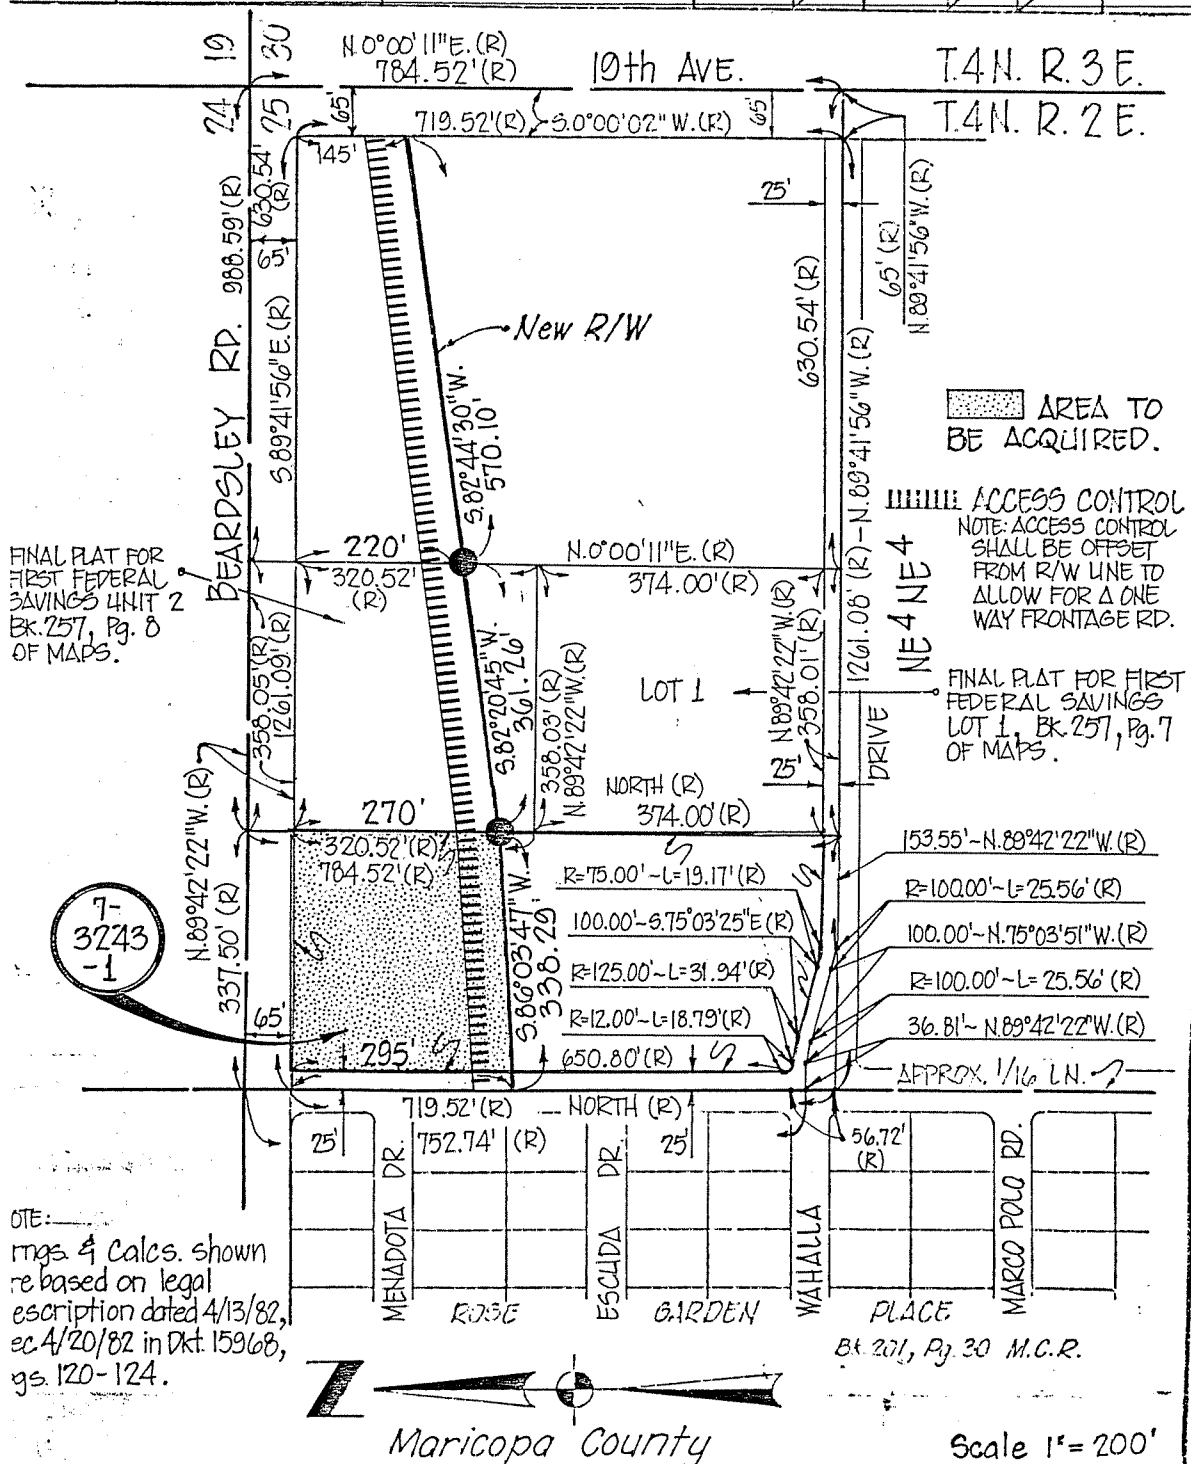 19 30
24 25
N.0°00'11"E.(R)
784.52'(R)
19th AVE.
T.4N. R.3E.
T.4N. R.2E.
65'
719.52'(R)
S.0°00'02"W.(R)
65'
145'
630.54'
(R)
988.59'(R)
65'
S.89°41'56"E.(R)
BEARDSLEY RD.
25'
630.54'(R)
65'(R)
N.89°41'56"W.(R)
1261.08'(R)~N.89°41'56"W.(R)
New R/W
S.82°44'30"W.
570.10'
AREA TO
BE ACQUIRED.
ACCESS CONTROL
NOTE: ACCESS CONTROL
SHALL BE OFFSET
FROM R/W LINE TO
ALLOW FOR A ONE
WAY FRONTAGE RD.
NE4NE4
FINAL PLAT FOR
FIRST FEDERAL
SAVINGS UNIT 2
BK.257, Pg. 8
OF MAPS.
220'
320.52'
(R)
N.0°00'11"E.(R)
374.00'(R)
358.05'(R)
1261.09'(R)
N.89°42'22"W.(R)
S.82°20'45"W.
361.26'
358.03'(R)
N.89°42'22"W.(R)
LOT 1
N.89°42'22"W.(R)
358.01'(R)
FINAL PLAT FOR FIRST
FEDERAL SAVINGS
LOT 1, BK.257, Pg.7
OF MAPS.
DRIVE
25'
270'
NORTH (R)
374.00'(R)
320.52'(R)
784.52'(R)
N.89°42'22"W.(R)
337.50'(R)
7-
3243
-1
65'
295'
S.86°03'47"W.
338.29'
R=75.00'~L=19.17'(R)
100.00'~S.75°03'25"E(R)
R=125.00'~L=31.94'(R)
R=12.00'~L=18.79'(R)
650.80'(R)
153.55'~N.89°42'22"W.(R)
R=100.00'~L=25.56'(R)
100.00'~N.75°03'51"W.(R)
R=100.00'~L=25.56'(R)
36.81'~N.89°42'22"W.(R)
APPROX. 1/16 LN.
719.52'(R)
NORTH (R)
25'
752.74' (R)
25'
56.72'
(R)
MENADOTA DR.
ESCUDA DR.
WAHALLA
MARCO POLO RD.
ROSE GARDEN PLACE
Bk.201, Pg.30 M.C.R.
OTE:
rngs. & Calcs. shown
re based on legal
escription dated 4/13/82,
ec.4/20/82 in Dkt.15968,
gs. 120-124.
Maricopa County
Scale 1"=200'